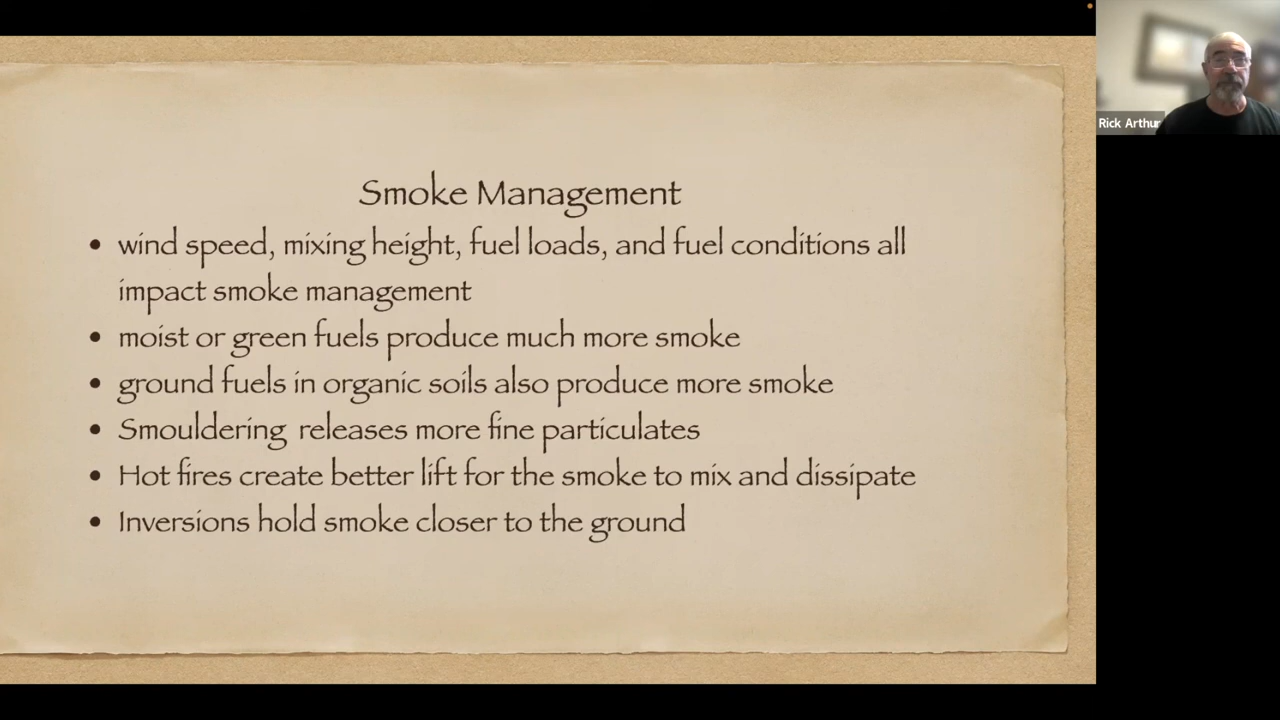 Smoke Management
• wind speed, mixing height, fuel loads, and fuel conditions all
impact smoke management
• moist or green fuels produce much more smoke
• ground fuels in organic soils also produce more smoke
• Smouldering  releases more fine particulates
• Hot fires create better lift for the smoke to mix and dissipate
• Inversions hold smoke closer to the ground
Rick Arthur